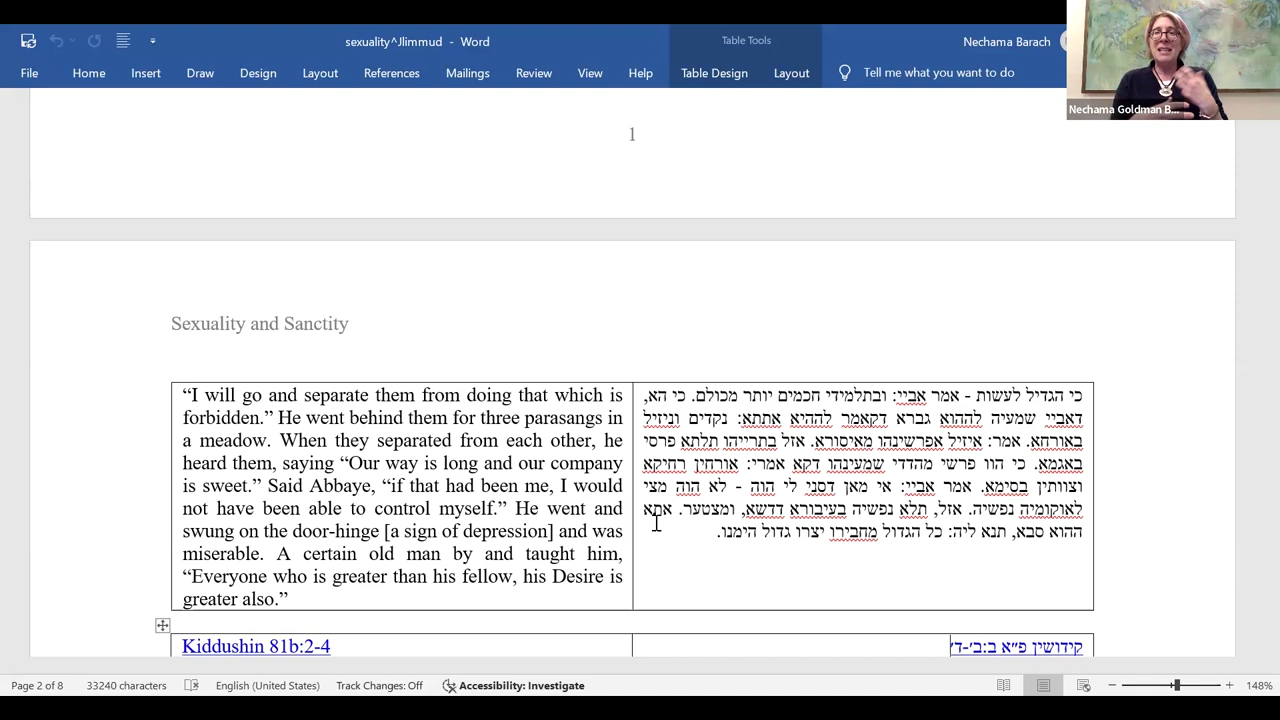 sexuality^Jlimmud - Word
Table Tools
Nechama Barach
File Home Insert Draw Design Layout References Mailings Review View Help Table Design Layout Tell me what you want to do
Nechama Goldman B...
1
Sexuality and Sanctity
“I will go and separate them from doing that which is
forbidden.” He went behind them for three parasangs in
a meadow. When they separated from each other, he
heard them, saying “Our way is long and our company
is sweet.” Said Abbaye, “if that had been me, I would
not have been able to control myself.” He went and
swung on the door-hinge [a sign of depression] and was
miserable. A certain old man by and taught him,
“Everyone who is greater than his fellow, his Desire is
greater also.”
כי הגדיל לעשות - אמר אביי: ובתלמידי חכמים יותר מכולם. כי הא,
דאביי שמעיה לההוא גברא דקאמר לההיא אתתא: נקדים וניזיל
באורחא. אמר: איזיל אפרשינהו מאיסורא. אזל בתרייהו תלתא פרסי
באגמא. כי הוו פרשי מהדדי שמעינהו דקא אמרי: אורחין רחיקא
וצוותין בסימא. אמר אביי: אי מאן דסני לי הוה - לא הוה מצי
לאוקומיה נפשיה. אזל, תלא נפשיה בעיבורא דדשא, ומצטער. אתא
ההוא סבא, תנא ליה: כל הגדול מחבירו יצרו גדול הימנו.
Kiddushin 81b:2-4
קידושין פ״א ב:ב׳-ד׳
Page 2 of 8 33240 characters English (United States) Track Changes: Off Accessibility: Investigate 148%